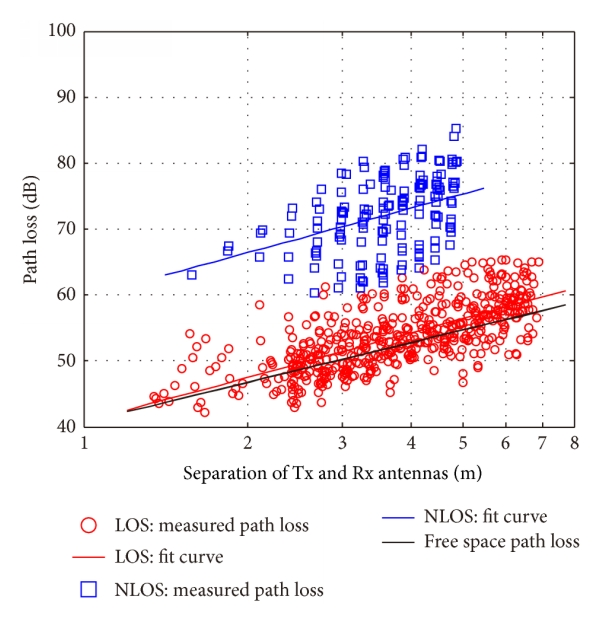 100
90
80
70
60
50
40
Path loss (dB)
1 2 3 4 5 6 7 8
Separation of Tx and Rx antennas (m)
LOS: measured path loss
LOS: fit curve
NLOS: measured path loss
NLOS: fit curve
Free space path loss